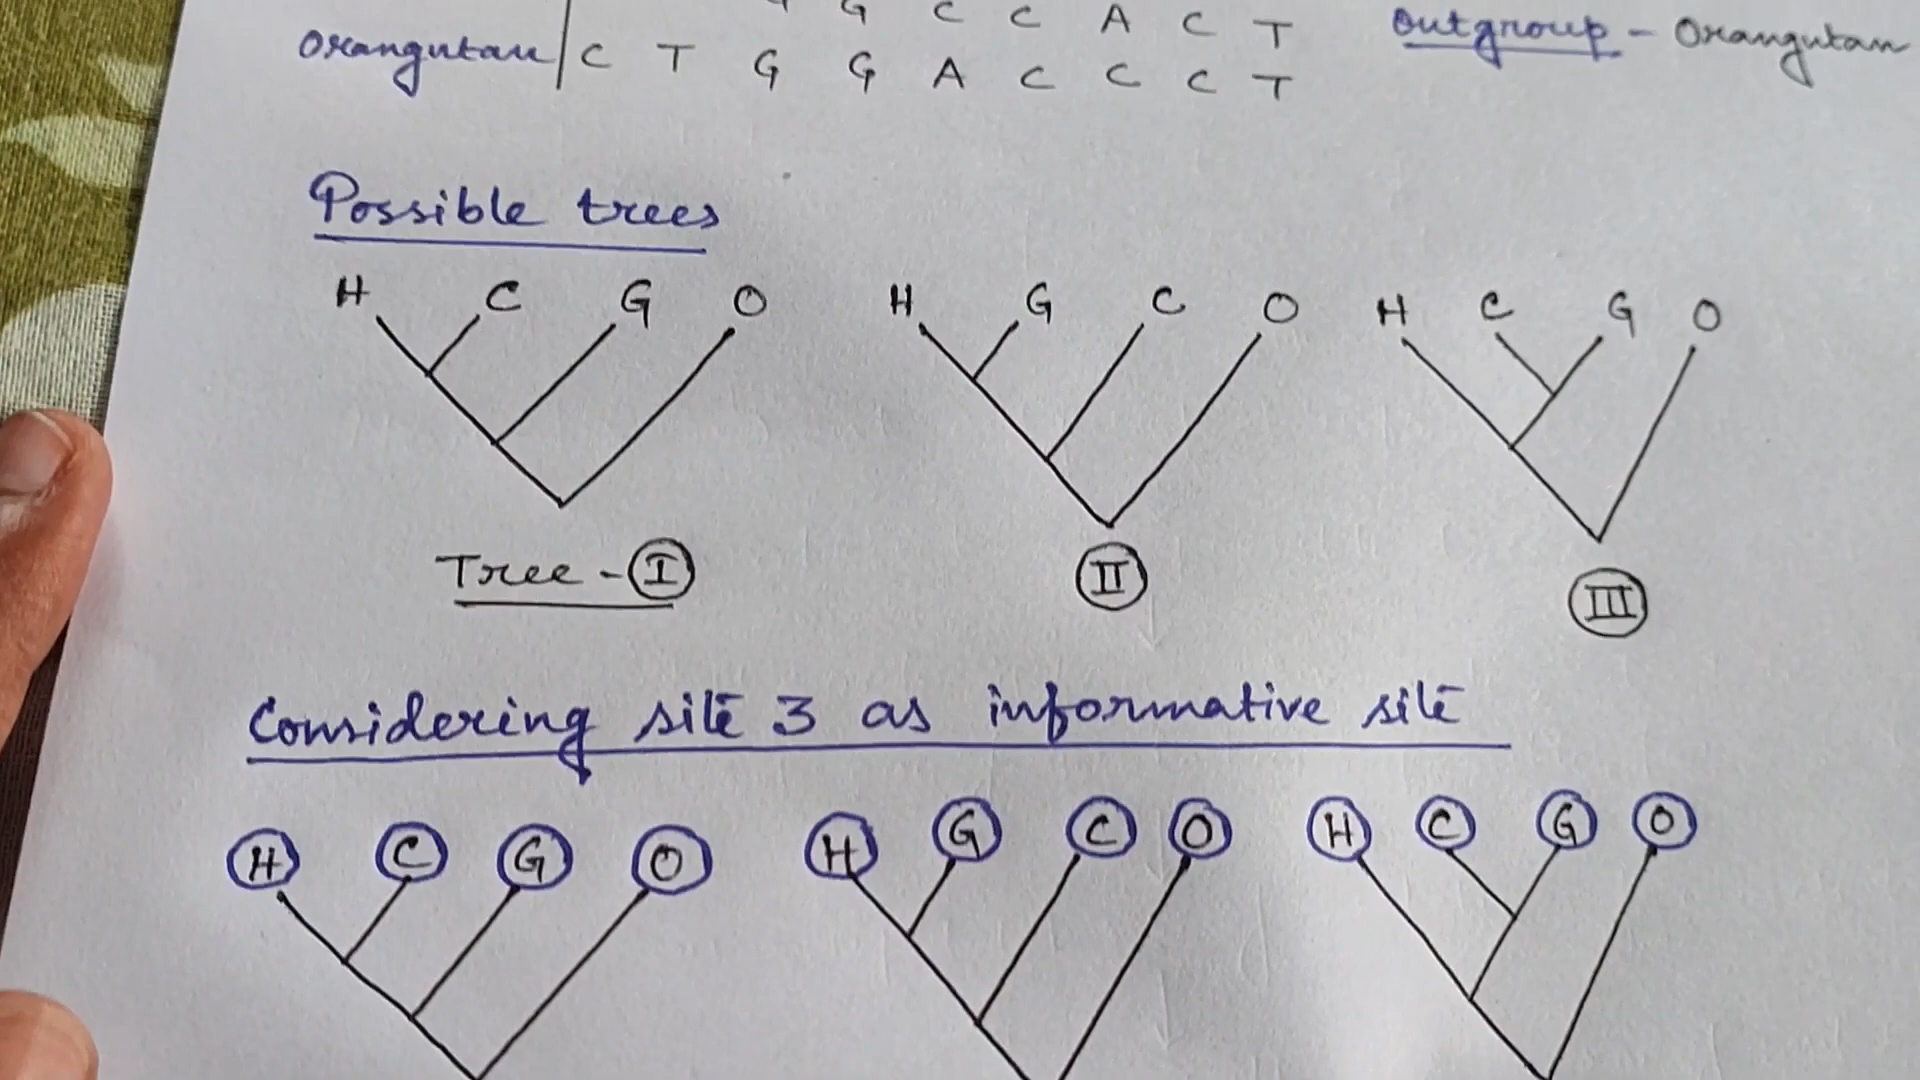 G C C A C T Outgroup - Orangutan
Orangutan C T G G A C C C T
Possible trees
H C G O H G C O H C G O
Tree - I II III
Considering site 3 as informative site
H C G O H G C O H C G O